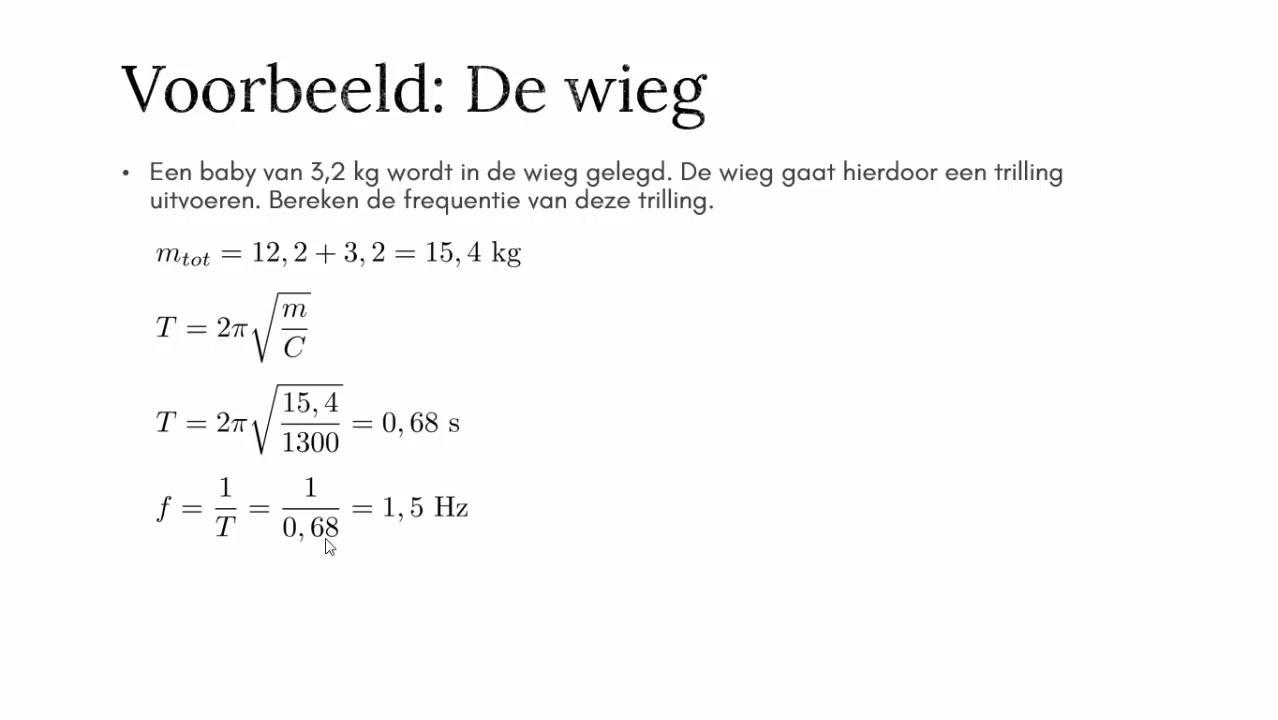 Voorbeeld: De wieg
• Een baby van 3,2 kg wordt in de wieg gelegd. De wieg gaat hierdoor een trilling
uitvoeren. Bereken de frequentie van deze trilling.
m_{tot} = 12,2 + 3,2 = 15,4 kg
T = 2π√(m/C)
T = 2π√(15,4/1300) = 0,68 s
f = 1/T = 1/0,68 = 1,5 Hz